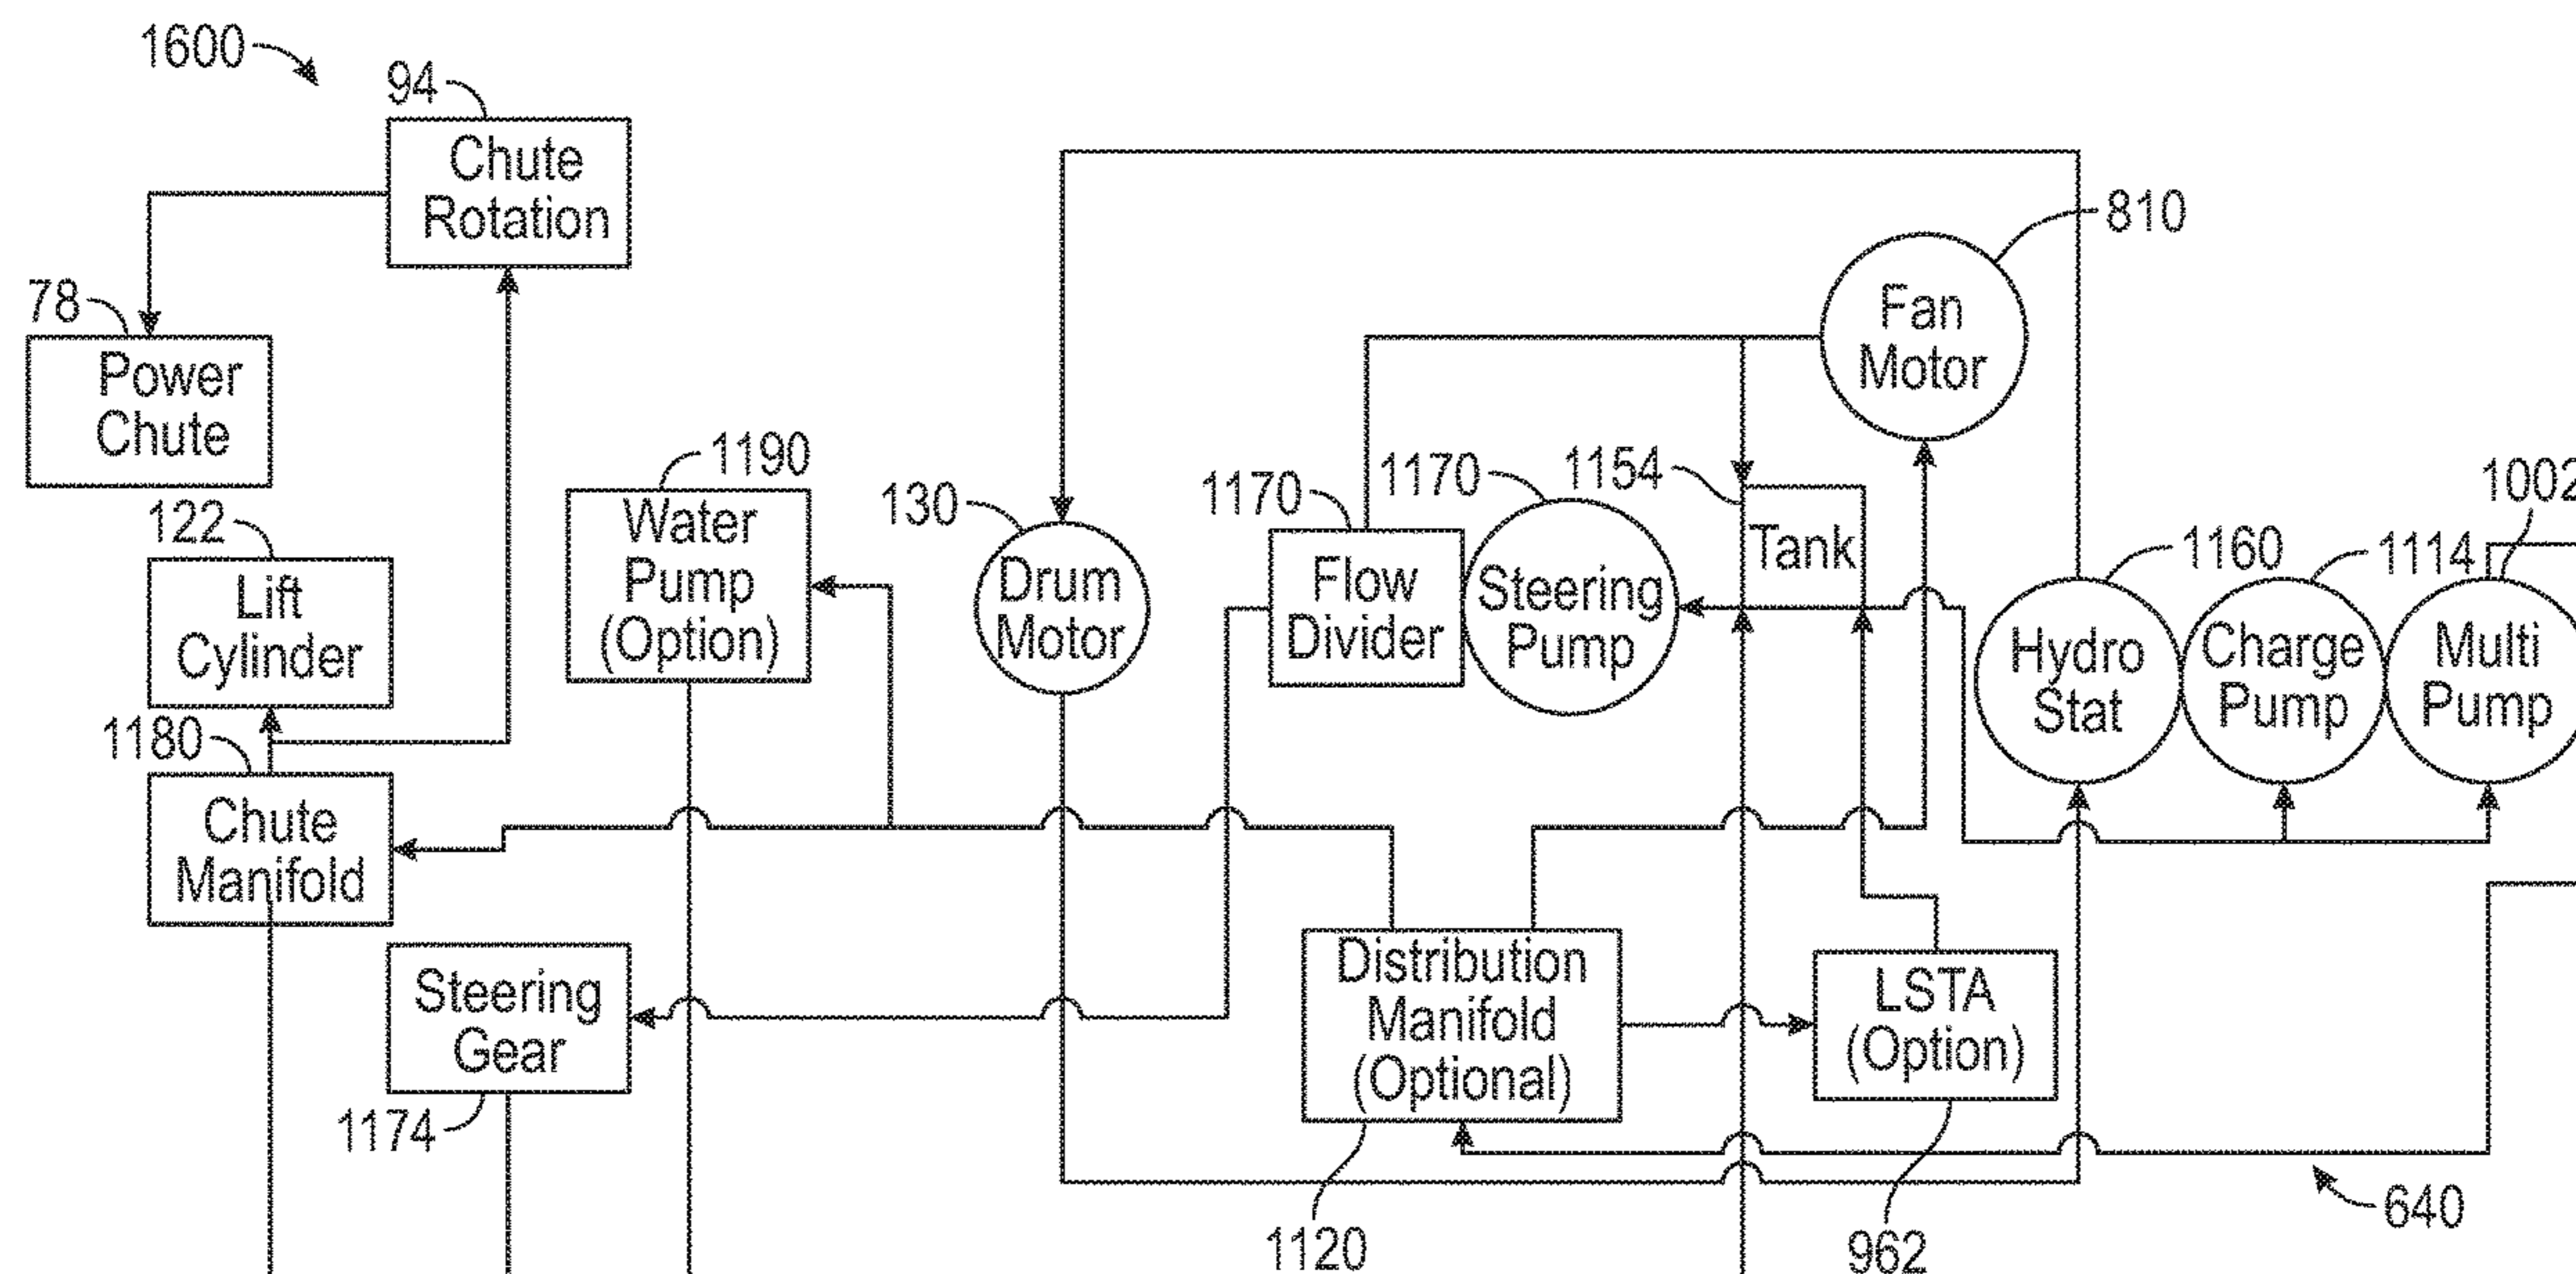 1600
94
Chute
Rotation
810
78
Power
Chute
Fan
Motor
1190
Water
Pump
(Option)
130
Drum
Motor
1170
Flow
Divider
1170
Steering
Pump
1154
Tank
1002
1160
Hydro
Stat
1114
Charge
Pump
Multi
Pump
122
Lift
Cylinder
1180
Chute
Manifold
Steering
Gear
1174
Distribution
Manifold
(Optional)
1120
LSTA
(Option)
962
640